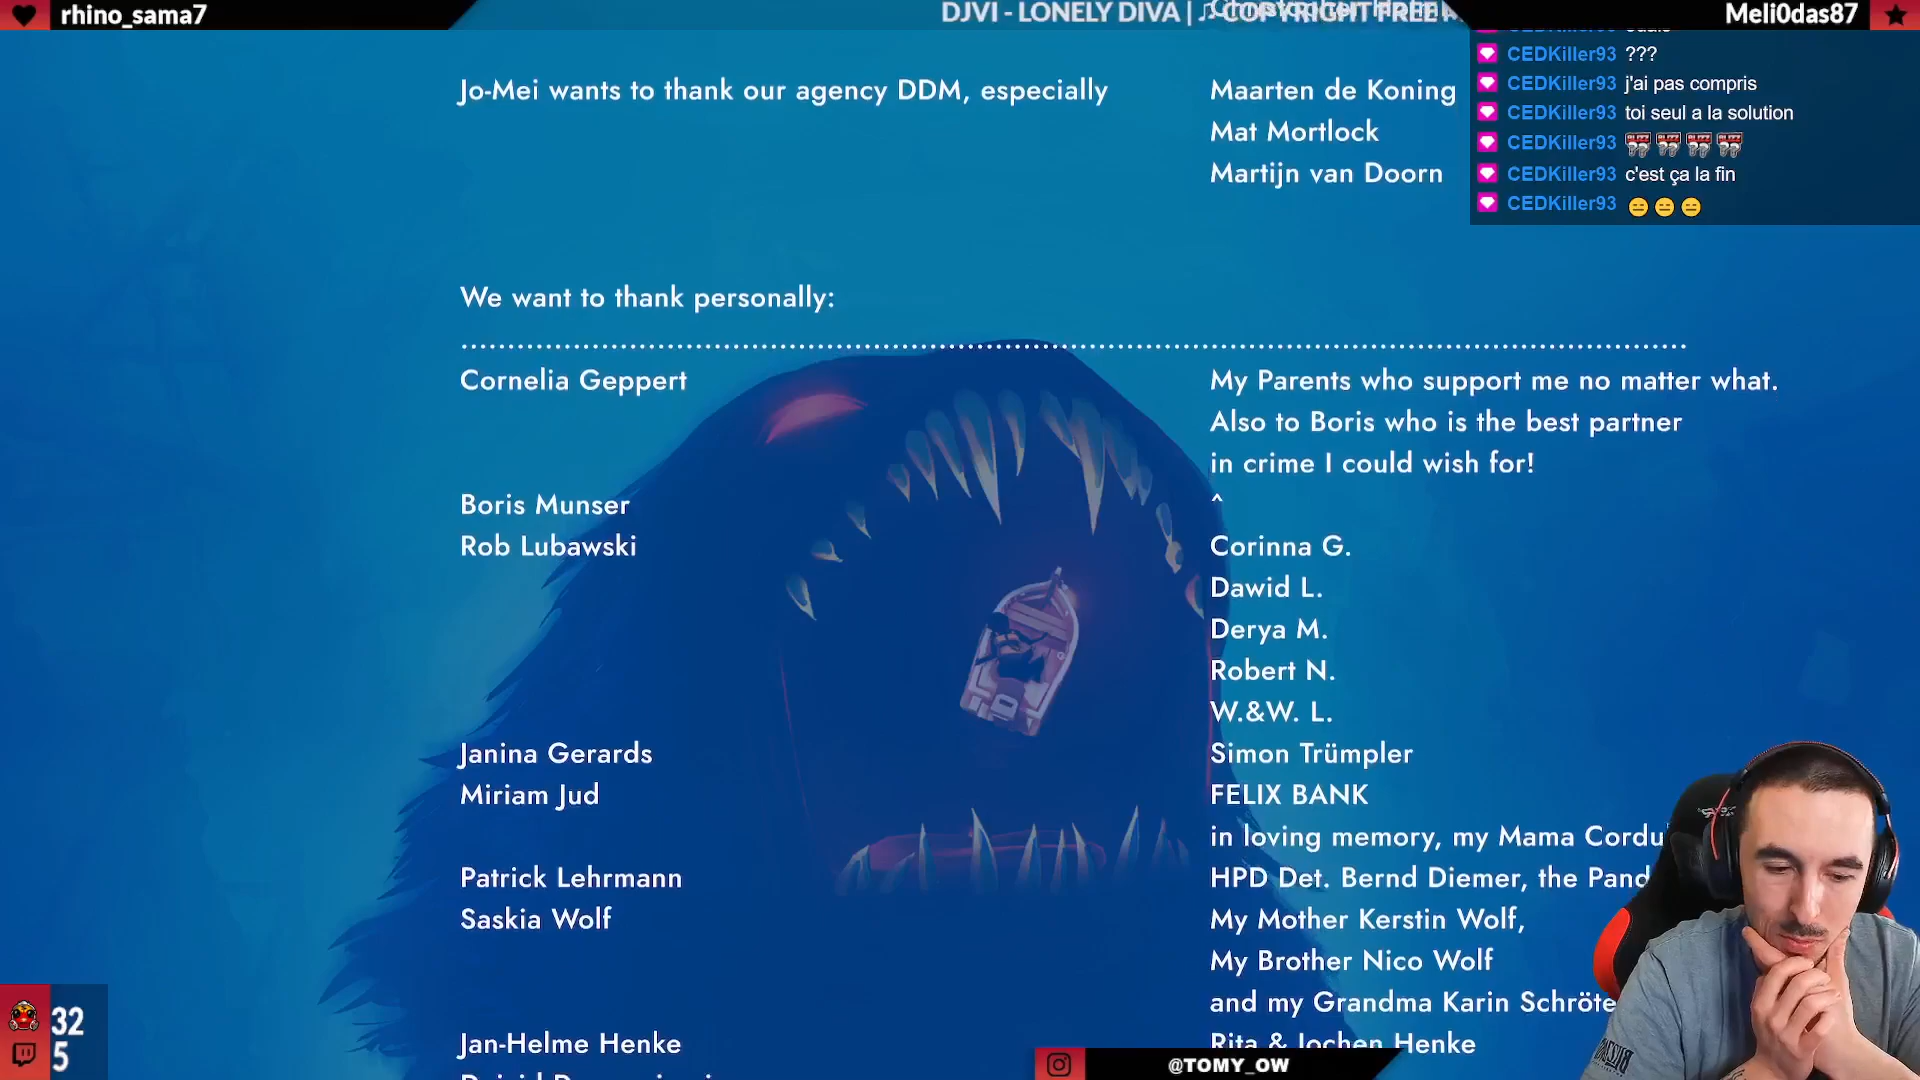 rhino_sama7
DJVI - LONELY DIVA | ♫ COPYRIGHT FREE
Meli0das87
CEDKiller93 ???
CEDKiller93 j'ai pas compris
CEDKiller93 toi seul a la solution
CEDKiller93
CEDKiller93 c'est ça la fin
CEDKiller93 😑 😑 😑
Jo-Mei wants to thank our agency DDM, especially Maarten de Koning
Mat Mortlock
Martijn van Doorn
We want to thank personally:
Cornelia Geppert My Parents who support me no matter what.
Also to Boris who is the best partner
in crime I could wish for!
Boris Munser ^
Rob Lubawski Corinna G.
Dawid L.
Derya M.
Robert N.
W.&W. L.
Janina Gerards Simon Trümpler
Miriam Jud FELIX BANK
in loving memory, my Mama
Patrick Lehrmann HPD Det. Bernd Diemer, the
Saskia Wolf My Mother Kerstin Wolf,
My Brother Nico Wolf
and my Grandma Karin
Jan-Helme Henke Rita & Jochen Henke
32
5
@TOMY_OW